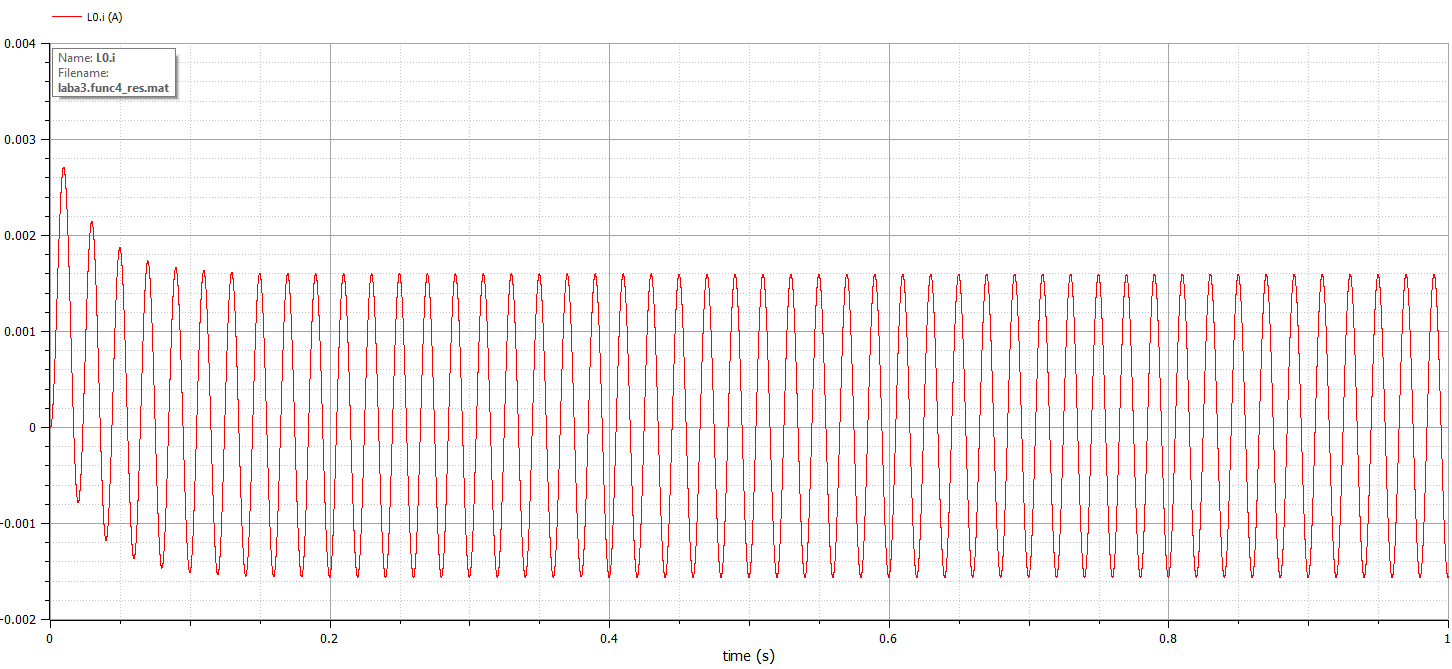 L0.i (A)
0.004
Name: L0.i
Filename:
laba3.func4_res.mat
0.003
0.002
0.001
0
-0.001
-0.002
0 0.2 0.4 0.6 0.8 1
time (s)